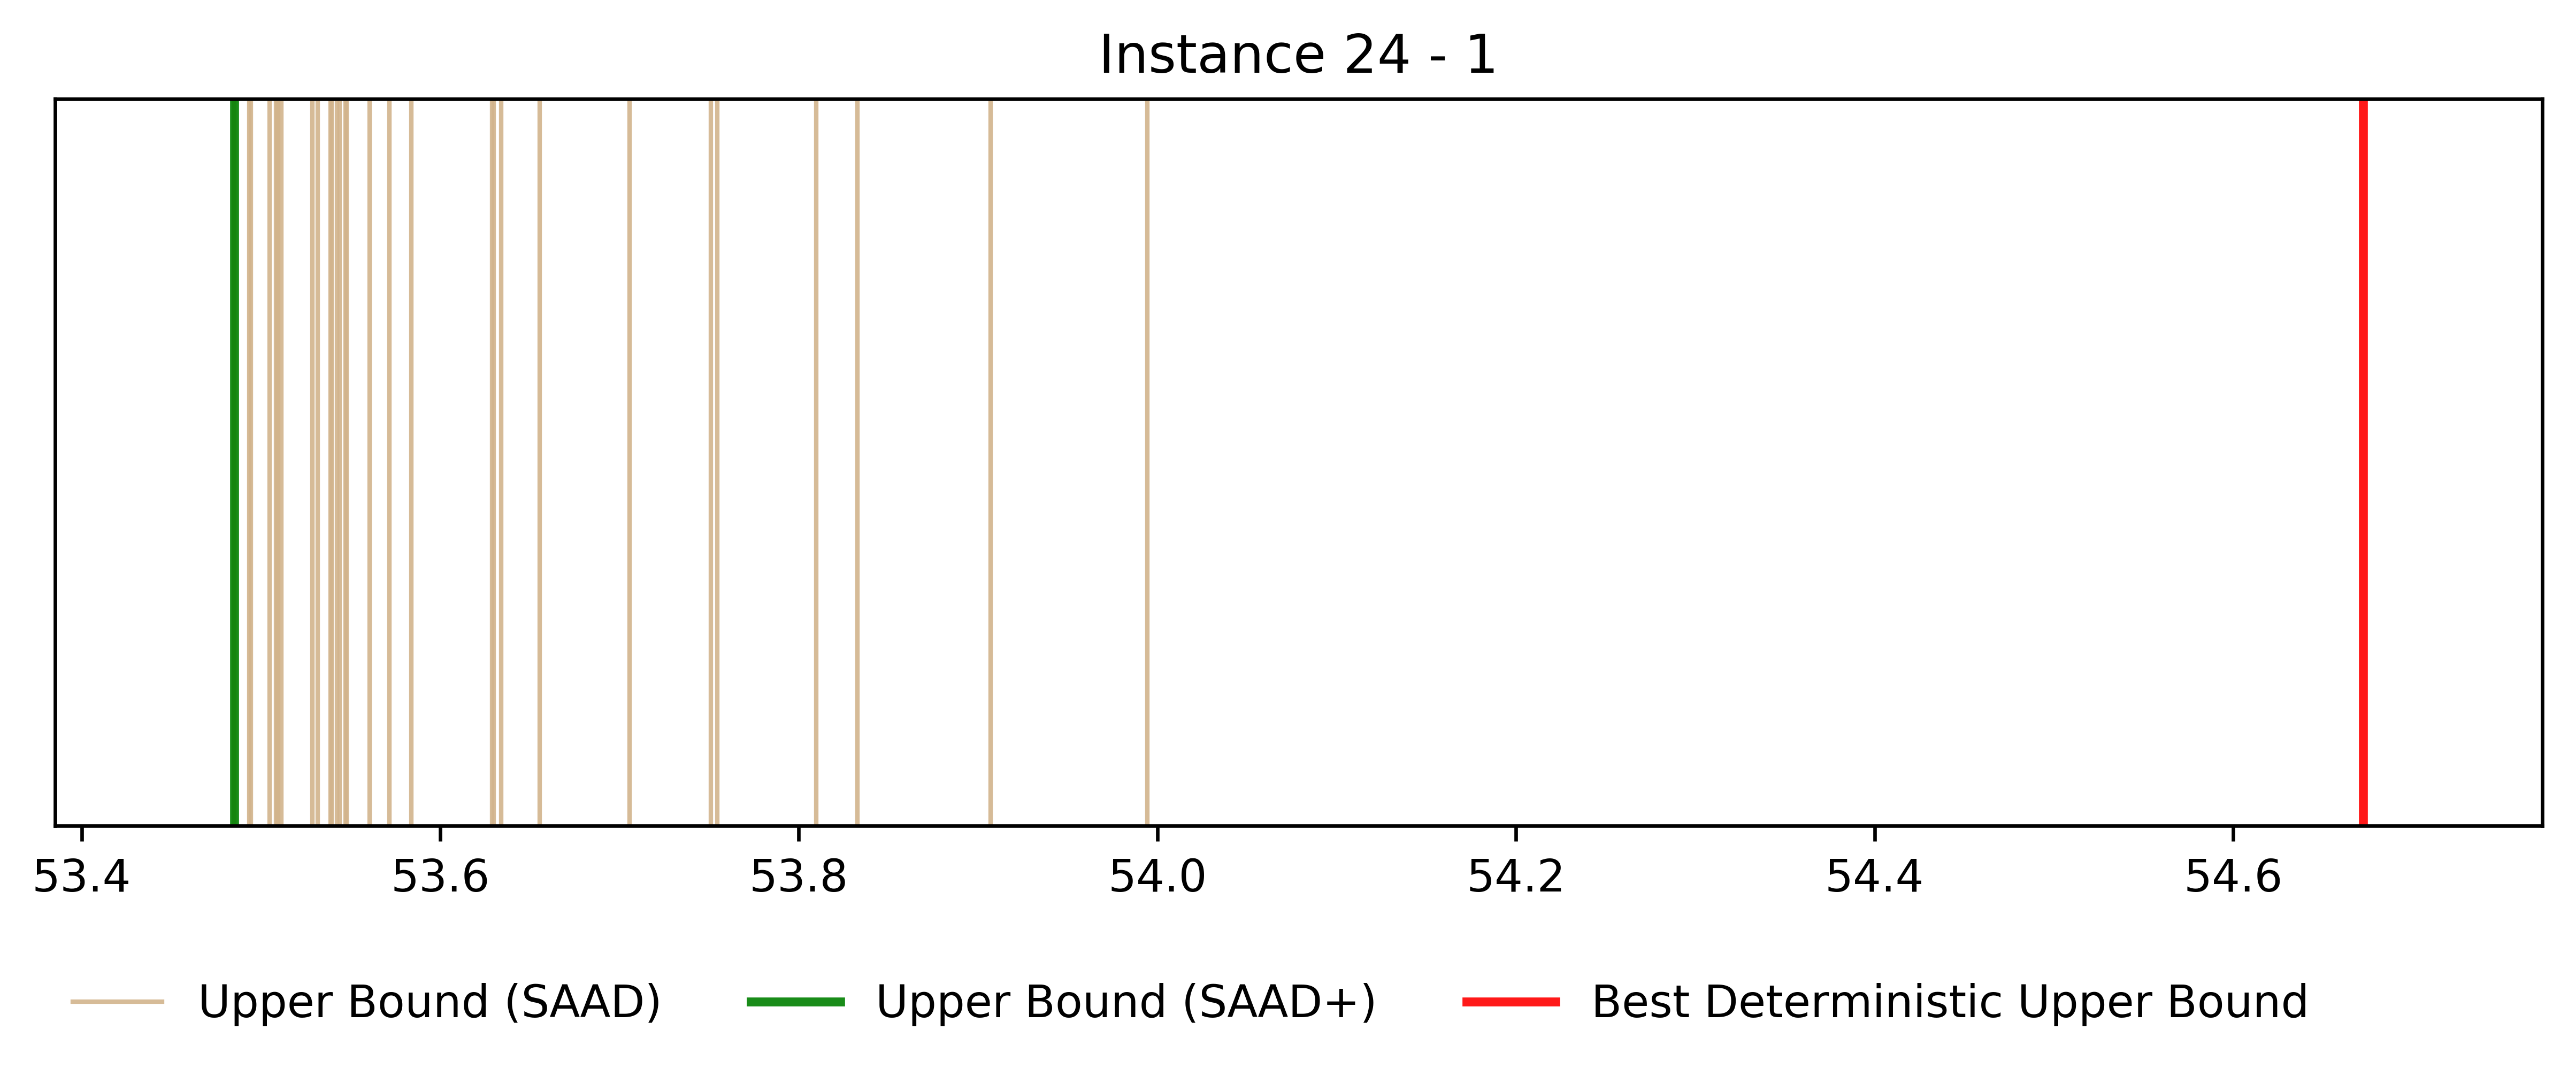 Instance 24 - 1
53.4 53.6 53.8 54.0 54.2 54.4 54.6
Upper Bound (SAAD) Upper Bound (SAAD+) Best Deterministic Upper Bound